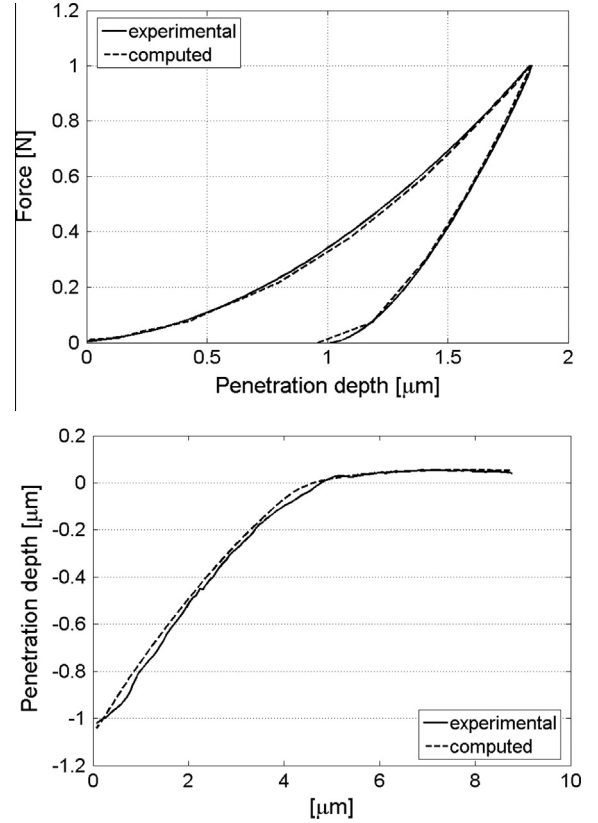 1.2
experimental
computed
1
0.8
0.6
0.4
0.2
0
Force [N]
0 0.5 1 1.5 2
Penetration depth [μm]
0.2
0
-0.2
-0.4
-0.6
-0.8
-1
-1.2
Penetration depth [μm]
experimental
computed
0 2 4 6 8 10
[μm]